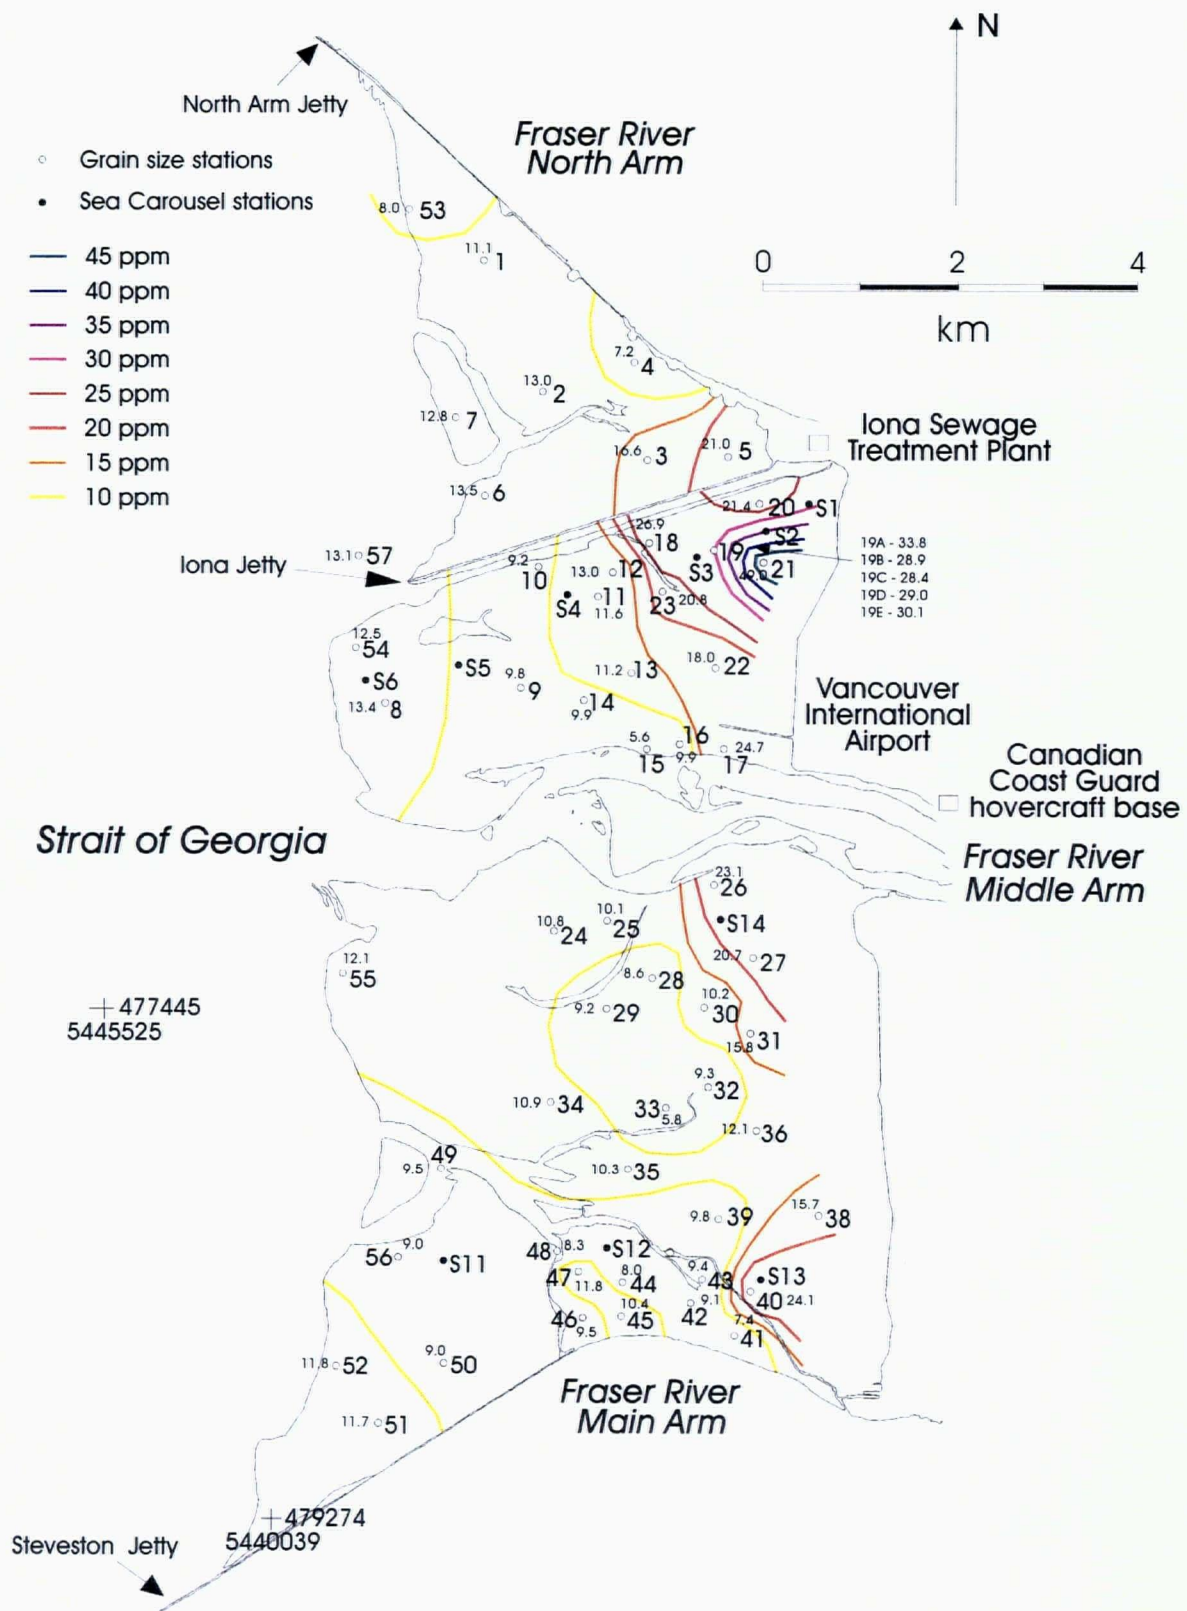 N
North Arm Jetty
Fraser River
North Arm
Grain size stations
Sea Carousel stations
8.0 53
11.1 1
45 ppm
40 ppm
35 ppm
30 ppm
25 ppm
20 ppm
15 ppm
10 ppm
0 2 4
km
7.2 4
13.0 2
12.8 7
Iona Sewage
Treatment Plant
16.6 3
21.0 5
13.5 6
21.4 20 S1
26.9 18
S2
19
S3
49.0 21
19A - 33.8
19B - 28.9
19C - 28.4
19D - 29.0
19E - 30.1
13.1 57
Iona Jetty
9.2 10
13.0 12
S4
11
11.6
23 20.8
12.5
54
S6
13.4 8
S5
9.8 9
11.2 13
18.0 22
14
9.9
Vancouver
International
Airport
5.6 15
16
9.9
17 24.7
Canadian
Coast Guard
hovercraft base
Strait of Georgia
Fraser River
Middle Arm
23.1
26
10.8 24
10.1 25
S14
20.7 27
12.1
55
8.6 28
9.2 29
10.2
30
477445
5445525
15.8 31
9.3
32
10.9 34
33
5.8
12.1 36
49
9.5
10.3 35
15.7
38
9.8 39
9.0
56
S11
48 8.3
S12
47
11.8
8.0
44
9.4
43
S13
40 24.1
10.4
45
42 9.1
46
9.5
7.4
41
11.8 52
9.0
50
11.7 51
Fraser River
Main Arm
479274
5440039
Steveston Jetty